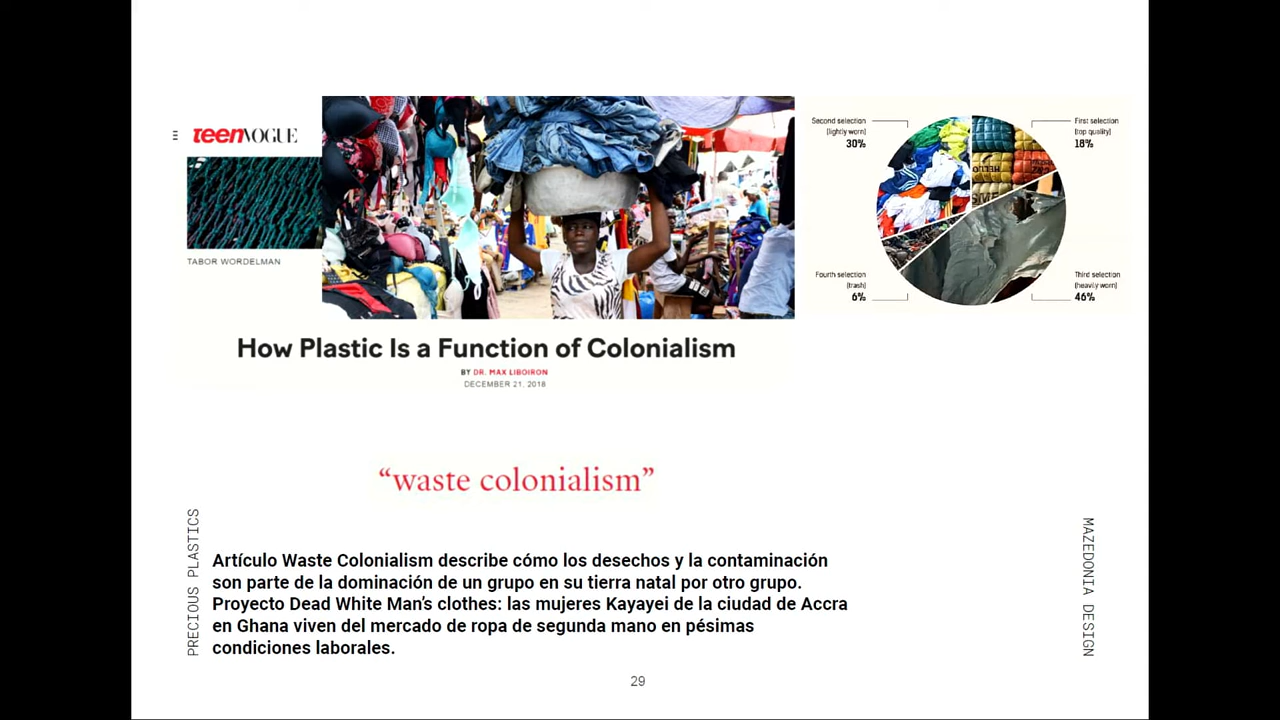 teenVOGUE
TABOR WORDELMAN
Second selection
(lightly worn)
30%
First selection
(top quality)
18%
Fourth selection
(trash)
6%
Third selection
(heavily worn)
46%
How Plastic Is a Function of Colonialism
BY DR. MAX LIBOIRON
DECEMBER 21, 2018
“waste colonialism”
PRECIOUS PLASTICS
Artículo Waste Colonialism describe cómo los desechos y la contaminación
son parte de la dominación de un grupo en su tierra natal por otro grupo.
Proyecto Dead White Man’s clothes: las mujeres Kayayei de la ciudad de Accra
en Ghana viven del mercado de ropa de segunda mano en pésimas
condiciones laborales.
MAZEDONIA DESIGN
29